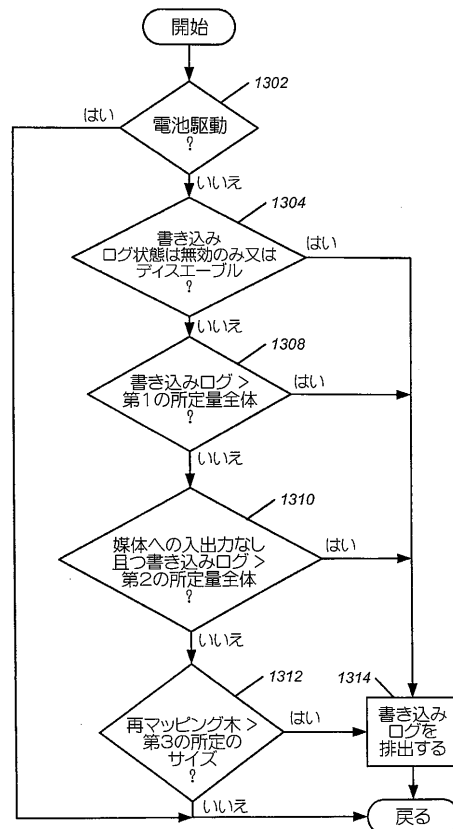 開始
1302
はい
電池駆動
?
いいえ
1304
書き込み
ログ状態は無効のみ又は
ディスエーブル
?
はい
いいえ
1308
書き込みログ >
第1の所定量全体
?
はい
いいえ
1310
媒体への入出力なし
且つ書き込みログ >
第2の所定量全体
?
はい
いいえ
1312
再マッピング木 >
第3の所定の
サイズ
?
はい
1314
書き込み
ログを
排出する
いいえ
戻る